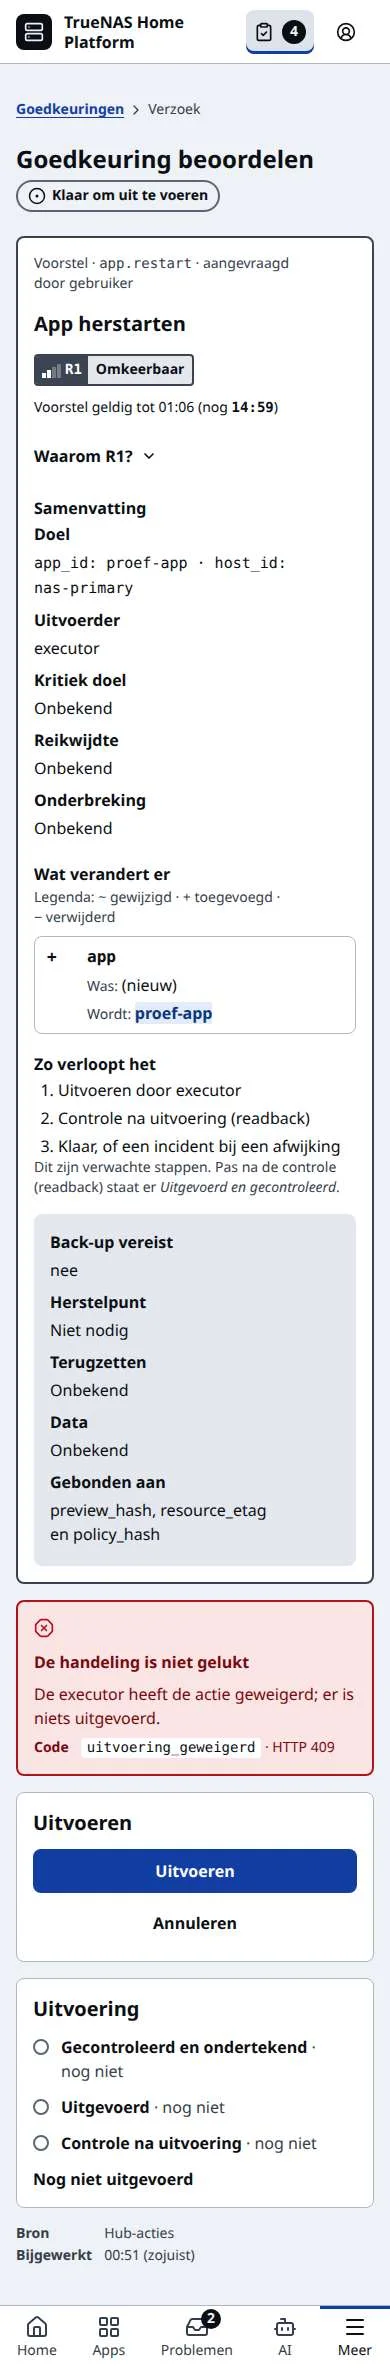 TrueNAS Home
Platform
4
Goedkeuringen > Verzoek
Goedkeuring beoordelen
Klaar om uit te voeren
Voorstel · app.restart · aangevraagd
door gebruiker
App herstarten
R1 Omkeerbaar
Voorstel geldig tot 01:06 (nog 14:59)
Waarom R1?
Samenvatting
Doel
app_id: proef-app · host_id:
nas-primary
Uitvoerder
executor
Kritiek doel
Onbekend
Reikwijdte
Onbekend
Onderbreking
Onbekend
Wat verandert er
Legenda: ~ gewijzigd · + toegevoegd ·
− verwijderd
+ app
Was: (nieuw)
Wordt: proef-app
Zo verloopt het
1. Uitvoeren door executor
2. Controle na uitvoering (readback)
3. Klaar, of een incident bij een afwijking
Dit zijn verwachte stappen. Pas na de controle
(readback) staat er Uitgevoerd en gecontroleerd.
Back-up vereist
nee
Herstelpunt
Niet nodig
Terugzetten
Onbekend
Data
Onbekend
Gebonden aan
preview_hash, resource_etag
en policy_hash
De handeling is niet gelukt
De executor heeft de actie geweigerd; er is
niets uitgevoerd.
Code uitvoering_geweigerd · HTTP 409
Uitvoeren
Uitvoeren
Annuleren
Uitvoering
Gecontroleerd en ondertekend ·
nog niet
Uitgevoerd · nog niet
Controle na uitvoering · nog niet
Nog niet uitgevoerd
Bron Hub-acties
Bijgewerkt 00:51 (zojuist)
2
Home Apps Problemen AI Meer